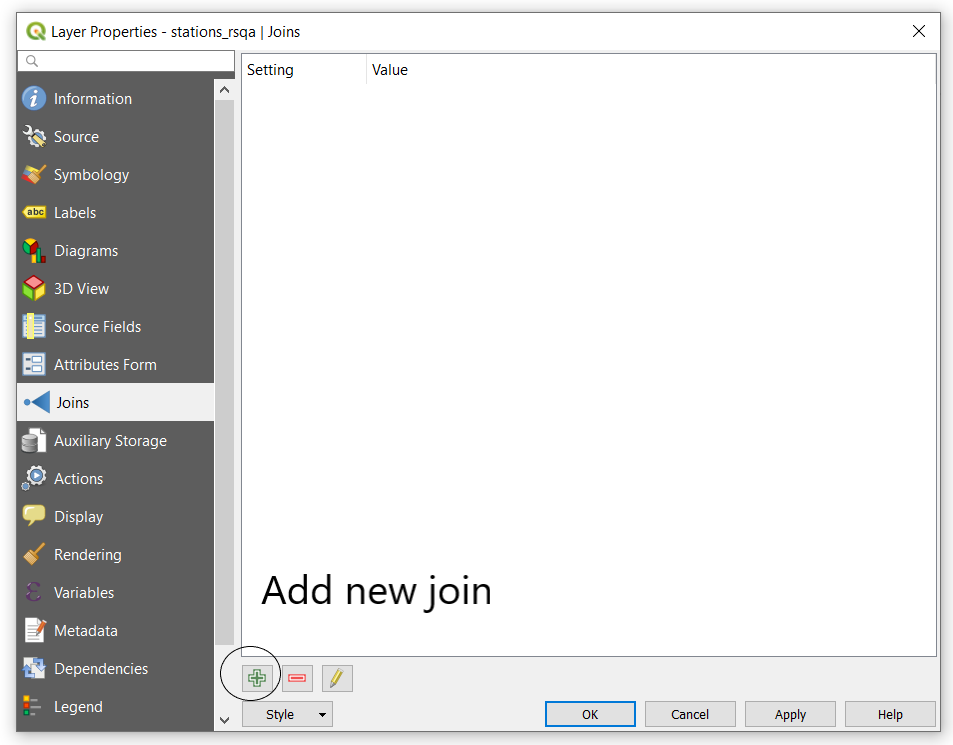 Layer Properties - stations_rsqa | Joins
Setting Value
Information
Source
Symbology
abc Labels
Diagrams
3D View
Source Fields
Attributes Form
Joins
Auxiliary Storage
Actions
Display
Rendering
Variables
Metadata
Dependencies
Legend
Add new join
Style OK Cancel Apply Help